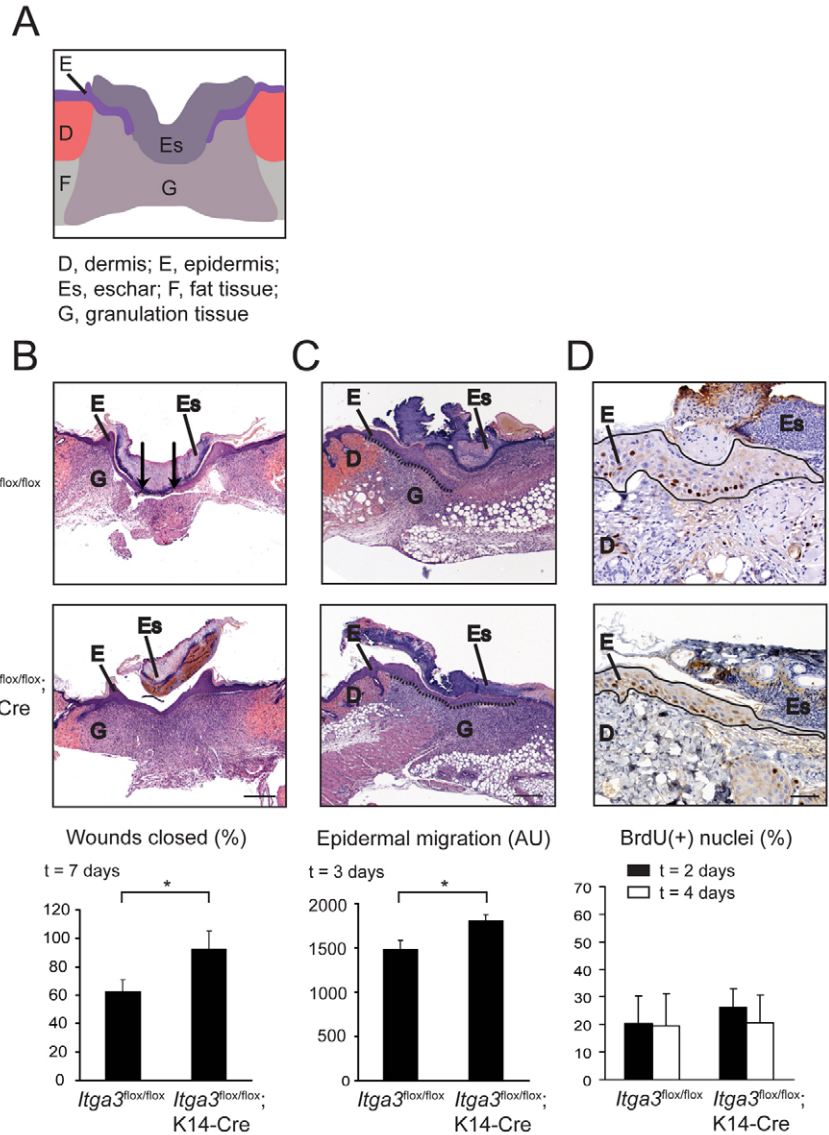 A
E
D
Es
F
G
D, dermis; E, epidermis;
Es, eschar; F, fat tissue;
G, granulation tissue
B
C
D
E
Es
G
flox/flox
E
Es
D
G
E
Es
D
E
Es
G
flox/flox;
Cre
E
Es
D
G
E
Es
D
Wounds closed (%)
t = 7 days
*
120
100
80
60
40
20
0
Itga3flox/flox
Itga3flox/flox;
K14-Cre
Epidermal migration (AU)
t = 3 days
*
2000
1500
1000
500
0
Itga3flox/flox
Itga3flox/flox;
K14-Cre
BrdU(+) nuclei (%)
t = 2 days
t = 4 days
70
60
50
40
30
20
10
0
Itga3flox/flox
Itga3flox/flox;
K14-Cre